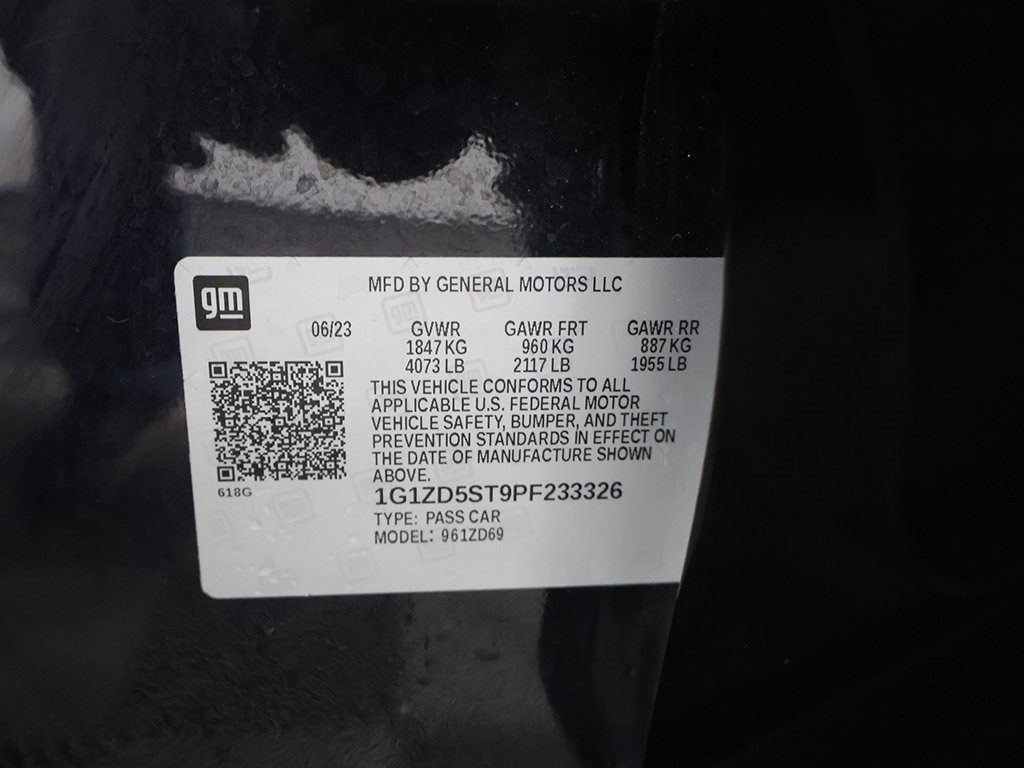 gm
MFD BY GENERAL MOTORS LLC
06/23 GVWR GAWR FRT GAWR RR
1847 KG 960 KG 887 KG
4073 LB 2117 LB 1955 LB
THIS VEHICLE CONFORMS TO ALL
APPLICABLE U.S. FEDERAL MOTOR
VEHICLE SAFETY, BUMPER, AND THEFT
PREVENTION STANDARDS IN EFFECT ON
THE DATE OF MANUFACTURE SHOWN
ABOVE.
618G
1G1ZD5ST9PF233326
TYPE: PASS CAR
MODEL: 961ZD69